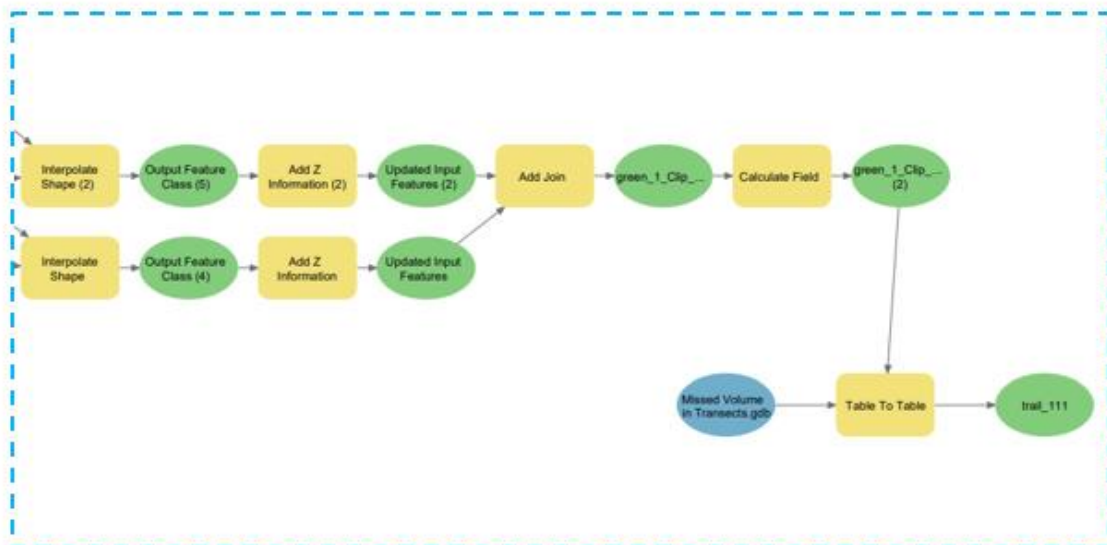 Interpolate
Shape (2)
Output Feature
Class (5)
Add Z
Information (2)
Updated Input
Features (2)
Add Join
green_1_Clip_...
Calculate Field
green_1_Clip_...
(2)
Interpolate
Shape
Output Feature
Class (4)
Add Z
Information
Updated Input
Features
Missed Volume
in Transects.gdb
Table To Table
trail_111